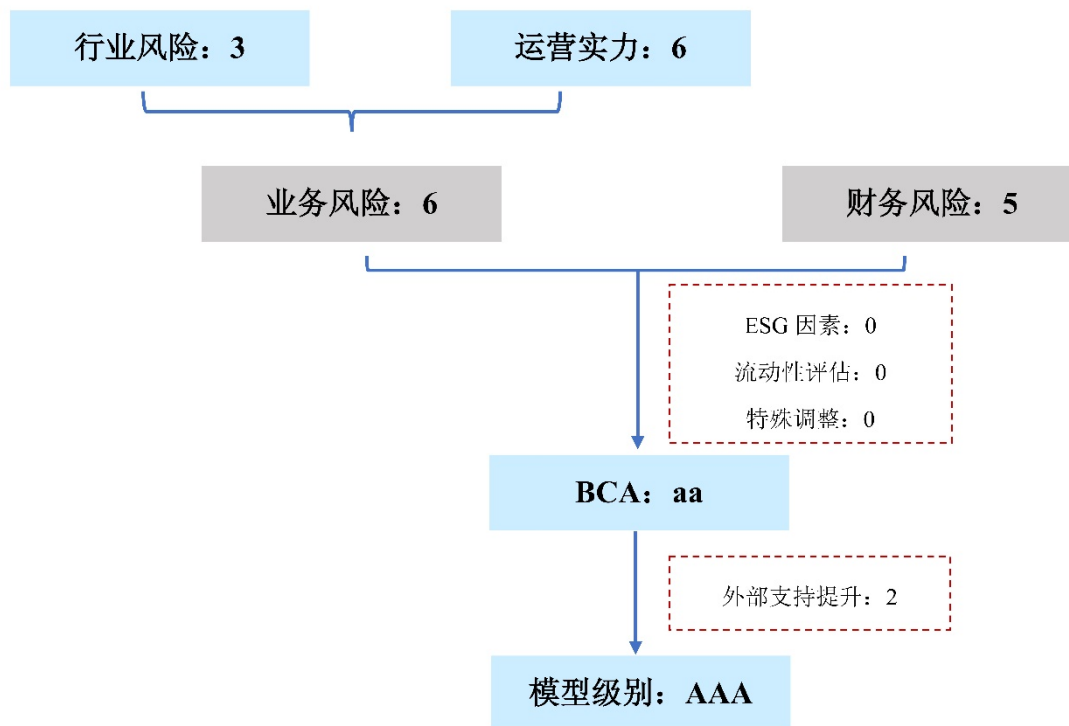 行业风险：3
运营实力：6
业务风险：6
财务风险：5
ESG 因素：0
流动性评估：0
特殊调整：0
BCA：aa
外部支持提升：2
模型级别：AAA